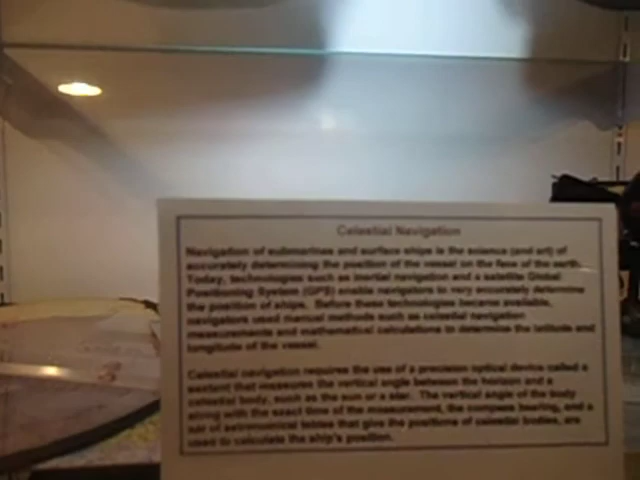 Celestial Navigation
Navigation of submarines and surface ships is the science (and art) of
accurately determining the position of the vessel on the face of the earth.
Today, techniques such as inertial navigation and a satellite Global
Positioning System (GPS) enable navigators to very accurately determine
the position of ships. Before these techniques became available,
navigators used manual methods such as celestial navigation
measurements and mathematical calculations to determine the latitude and
longitude of the vessel.
Celestial navigation requires the use of a precision optical device called a
sextant that measures the vertical angle between the horizon and a
celestial body, such as the sun or a star. The vertical angle of the body
along with the exact time of the measurement, the compass bearing, and a
set of astronomical tables that give the positions of celestial bodies, are
used to calculate the ship's position.